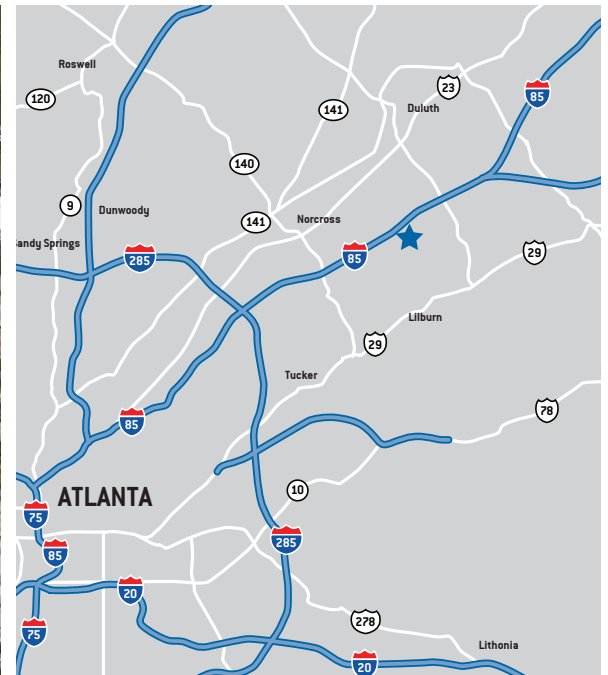 Roswell
23
85
120
141
Duluth
140
9
Dunwoody
141
Norcross
Sandy Springs
285
85
29
Lilburn
29
Tucker
78
85
10
ATLANTA
75
285
85
20
278
75
Lithonia
20